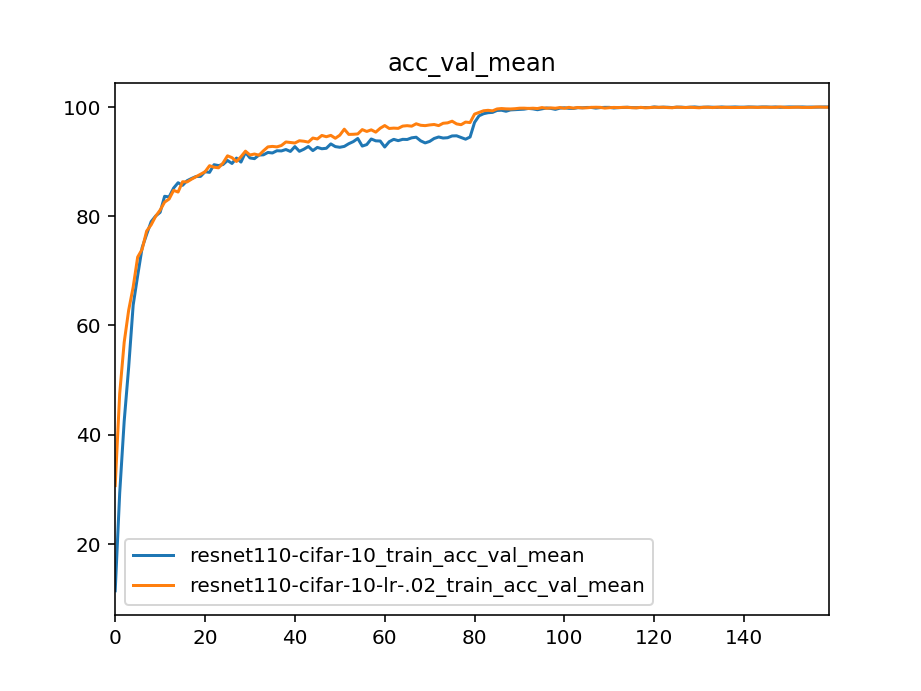 acc_val_mean
100
80
60
40
20
resnet110-cifar-10_train_acc_val_mean
resnet110-cifar-10-lr-.02_train_acc_val_mean
0 20 40 60 80 100 120 140